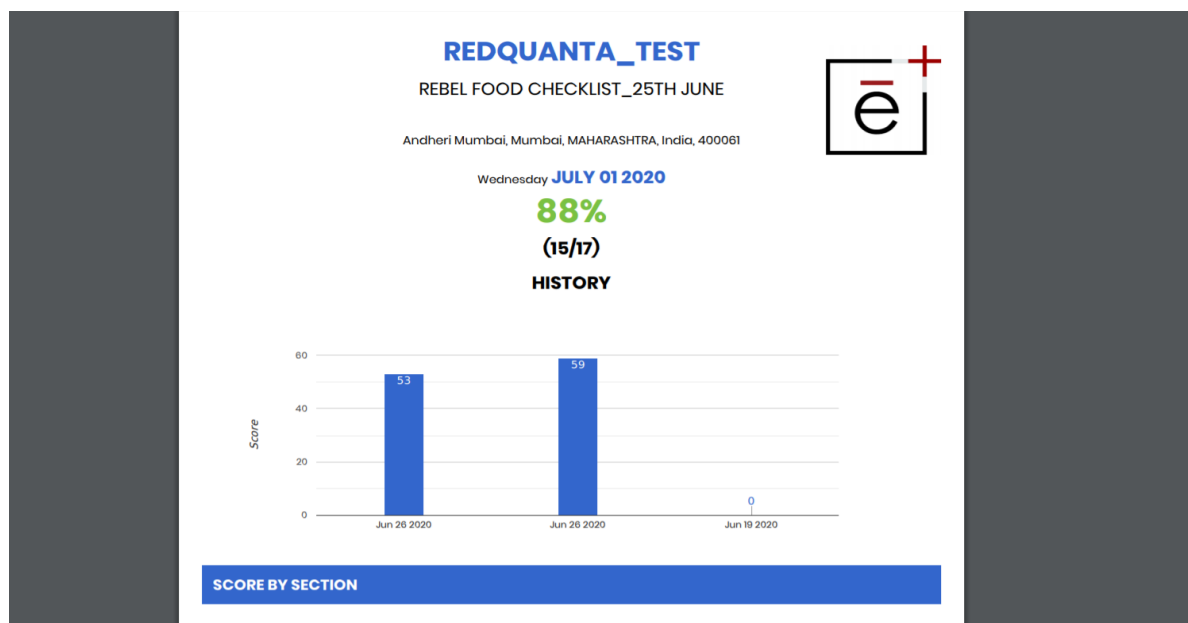 REDQUANTA_TEST
REBEL FOOD CHECKLIST_25TH JUNE
ē
Andheri Mumbai, Mumbai, MAHARASHTRA, India, 400061
Wednesday JULY 01 2020
88%
(15/17)
HISTORY
60
40
20
0
Score
53
59
0
Jun 26 2020
Jun 26 2020
Jun 19 2020
SCORE BY SECTION